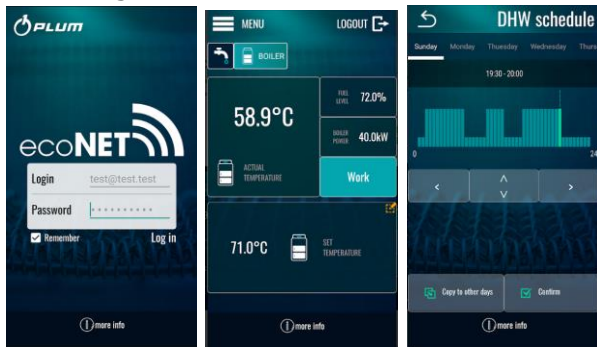 PLUM
ecoNET
Login
test@test.test
Password
Remember
Log in
more info
MENU
LOGOUT
BOILER
58.9°C
ACTUAL
TEMPERATURE
FUEL
LEVEL
72.0%
BOILER
POWER
40.0kW
Work
71.0°C
SET
TEMPERATURE
more info
DHW schedule
Sunday Monday Thuesday Wednesday Thurs
19:30 - 20:00
0 24
Copy to other days
Confirm
more info